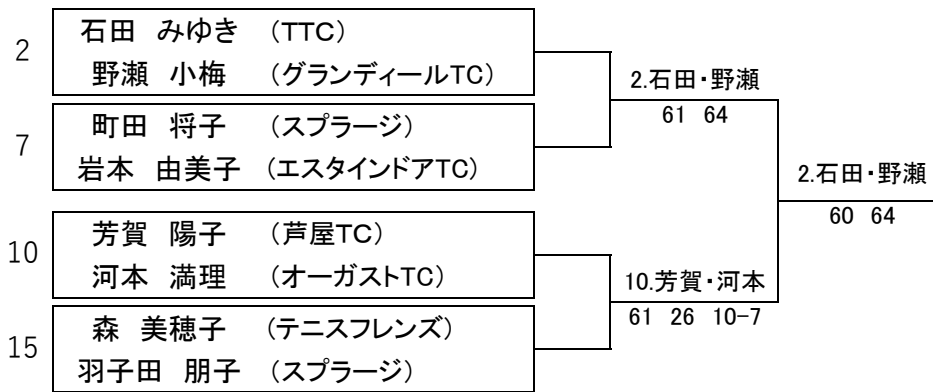 2
石田 みゆき (TTC)
野瀬 小梅 (グランディールTC)
7
町田 将子 (スプラージ)
岩本 由美子 (エスタインドアTC)
10
芳賀 陽子 (芦屋TC)
河本 満理 (オーガストTC)
15
森 美穂子 (テニスフレンズ)
羽子田 朋子 (スプラージ)
2.石田・野瀬
61 64
10.芳賀・河本
61 26 10-7
2.石田・野瀬
60 64